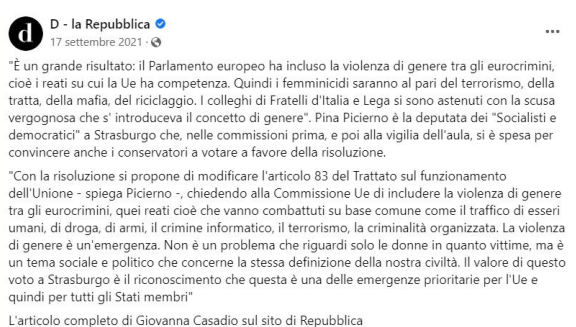 D - la Repubblica
17 settembre 2021 ·
"È un grande risultato: il Parlamento europeo ha incluso la violenza di genere tra gli eurocrimini,
cioè i reati su cui la Ue ha competenza. Quindi i femminicidi saranno al pari del terrorismo, della
tratta, della mafia, del riciclaggio. I colleghi di Fratelli d'Italia e Lega si sono astenuti con la scusa
vergognosa che s' introduceva il concetto di genere". Pina Picierno è la deputata dei "Socialisti e
democratici" a Strasburgo che, nelle commissioni prima, e poi alla vigilia dell'aula, si è spesa per
convincere anche i conservatori a votare a favore della risoluzione.
"Con la risoluzione si propone di modificare l'articolo 83 del Trattato sul funzionamento
dell'Unione - spiega Picierno -, chiedendo alla Commissione Ue di includere la violenza di genere
tra gli eurocrimini, quei reati cioè che vanno combattuti su base comune come il traffico di esseri
umani, di droga, di armi, il crimine informatico, il terrorismo, la criminalità organizzata. La violenza
di genere è un'emergenza. Non è un problema che riguardi solo le donne in quanto vittime, ma è
un tema sociale e politico che concerne la stessa definizione della nostra civiltà. Il valore di questo
voto a Strasburgo è il riconoscimento che questa è una delle emergenze prioritarie per l'Ue e
quindi per tutti gli Stati membri"
L'articolo completo di Giovanna Casadio sul sito di Repubblica